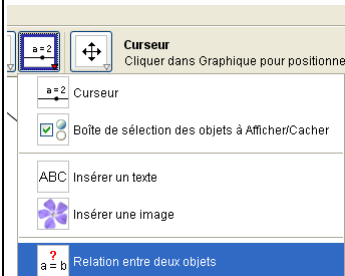 a=2
Curseur
Cliquer dans Graphique pour positionne
a=2 Curseur
Boîte de sélection des objets à Afficher/Cacher
ABC Insérer un texte
Insérer une image
?
a=b Relation entre deux objets